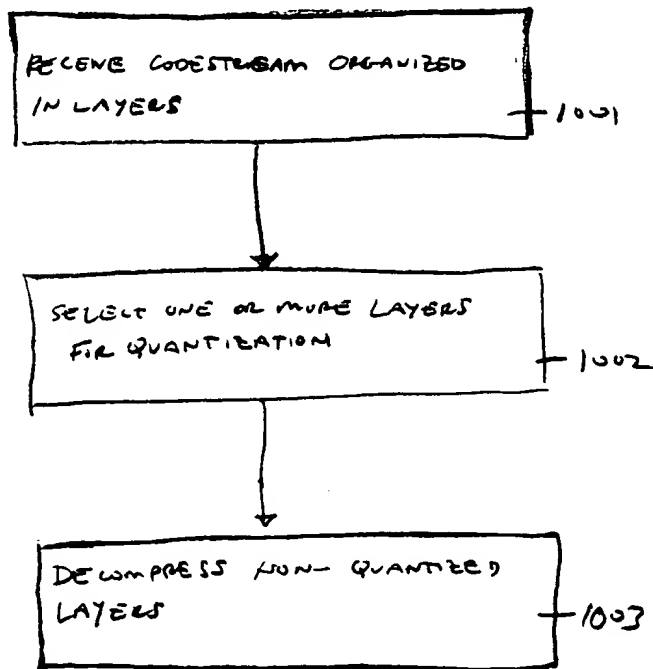 RECEIVE CODESTREAM ORGANIZED
IN LAYERS
1001
SELECT ONE OR MORE LAYERS
FOR QUANTIZATION
1002
DECOMPRESS NON- QUANTIZED
LAYERS
1003